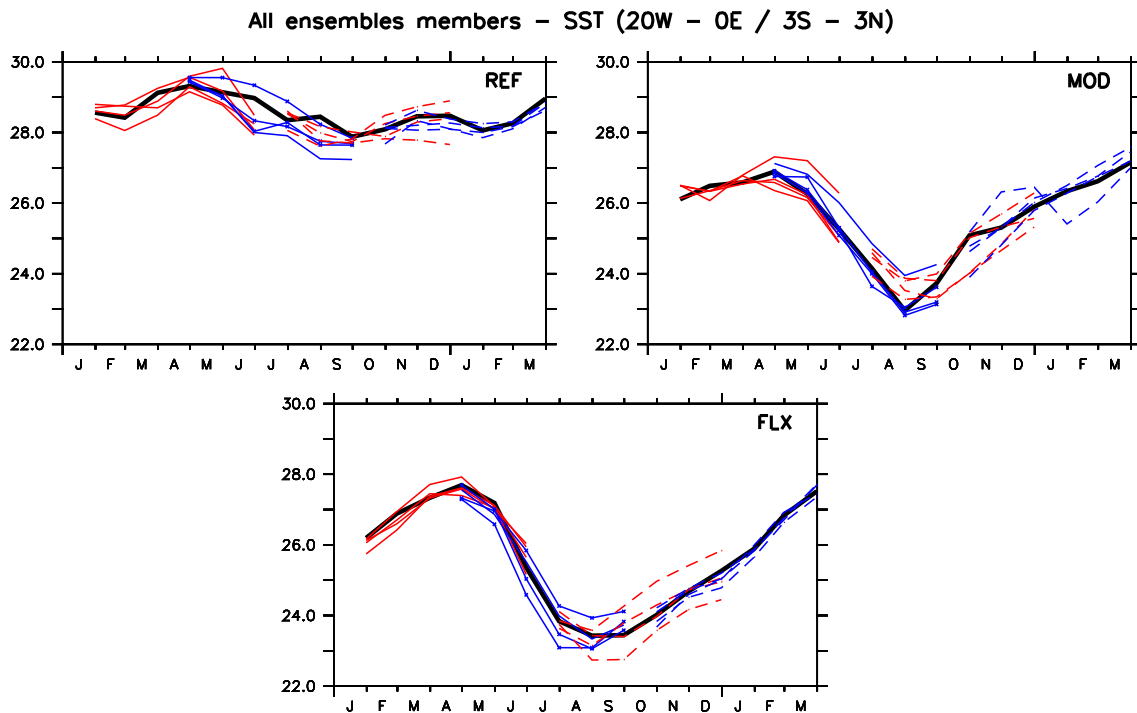 All ensembles members – SST (20W – 0E / 3S – 3N)
30.0
28.0
26.0
24.0
22.0
REF
J F M A M J J A S O N D J F M
30.0
28.0
26.0
24.0
22.0
MOD
J F M A M J J A S O N D J F M
30.0
28.0
26.0
24.0
22.0
FLX
J F M A M J J A S O N D J F M